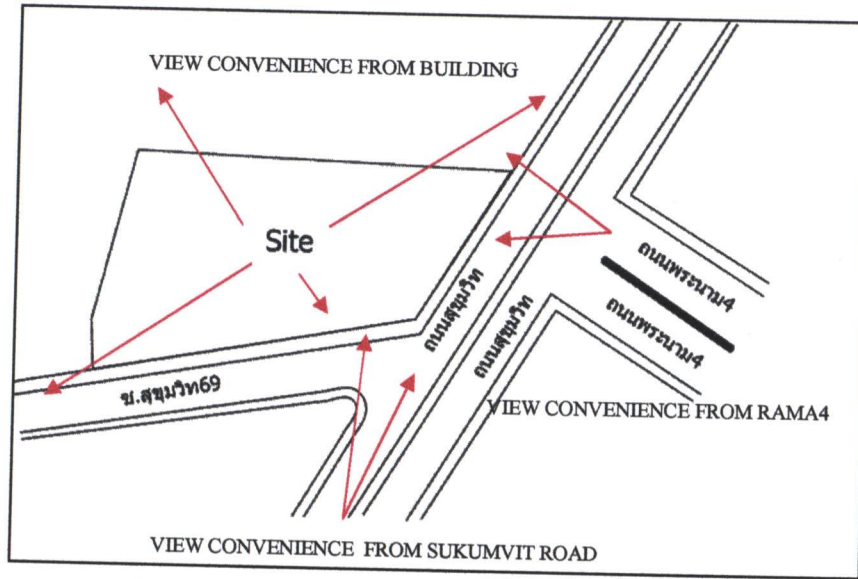 VIEW CONVENIENCE FROM BUILDING
Site
ถนนสุขุมวิท
ถนนสุขุมวิท
ถนนพระนาม4
ถนนพระนาม4
ซ.สุขุมวิท69
VIEW CONVENIENCE FROM RAMA4
VIEW CONVENIENCE FROM SUKUMVIT ROAD